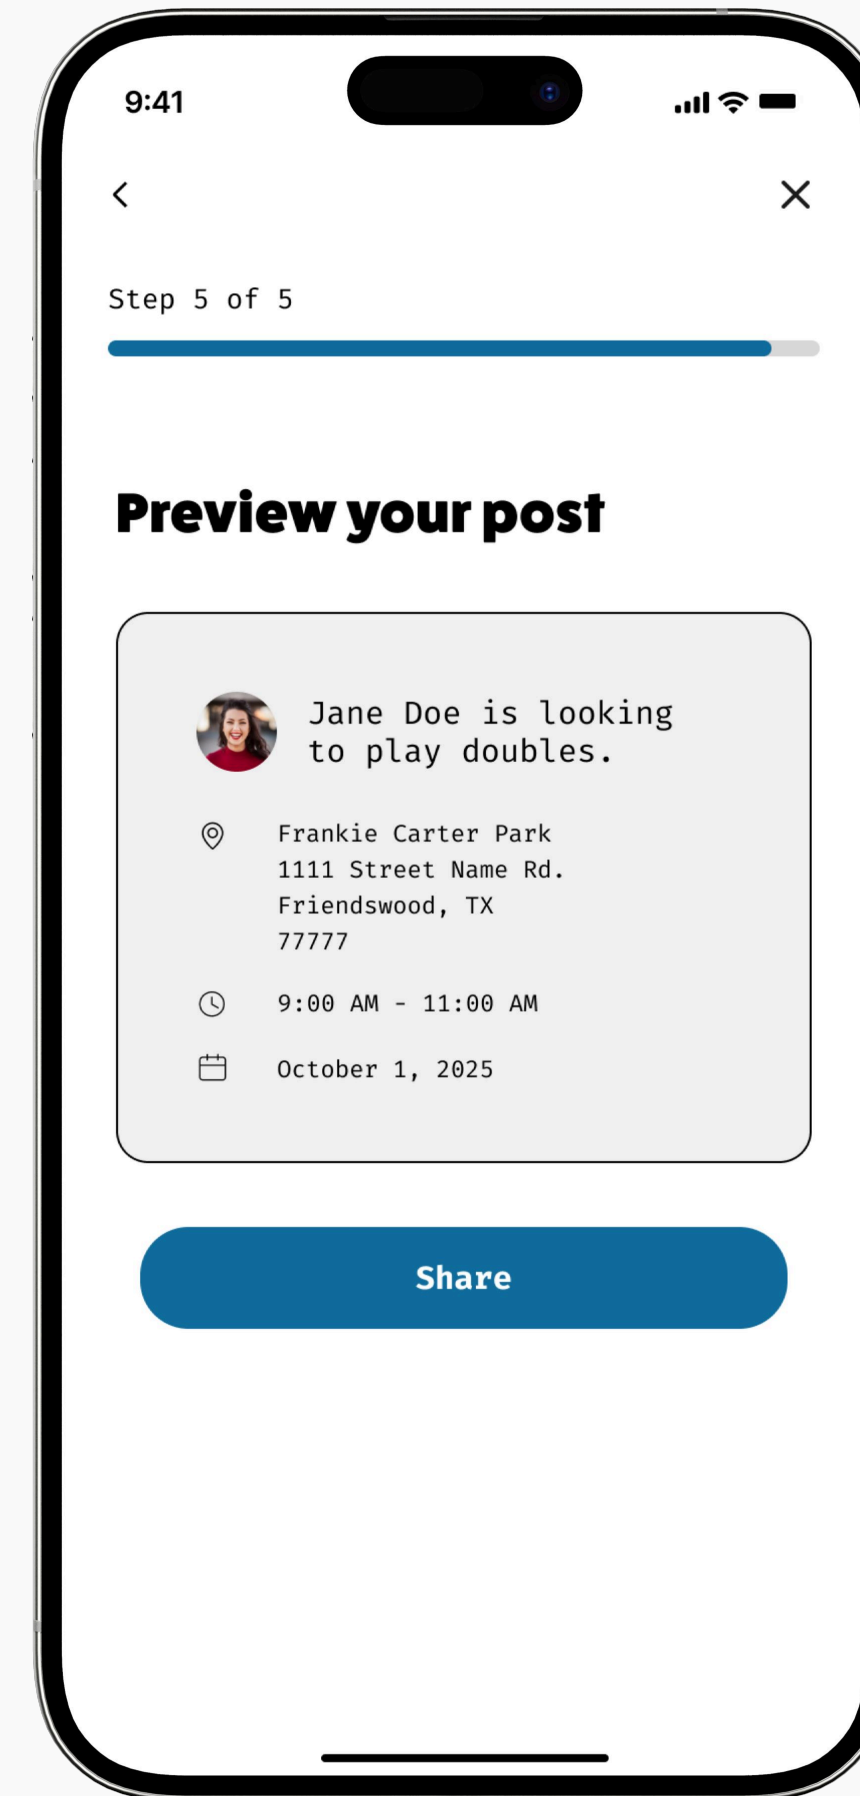 9:41
Step 5 of 5
Preview your post
Jane Doe is looking
to play doubles.
Frankie Carter Park
1111 Street Name Rd.
Friendswood, TX
77777
9:00 AM - 11:00 AM
October 1, 2025
Share